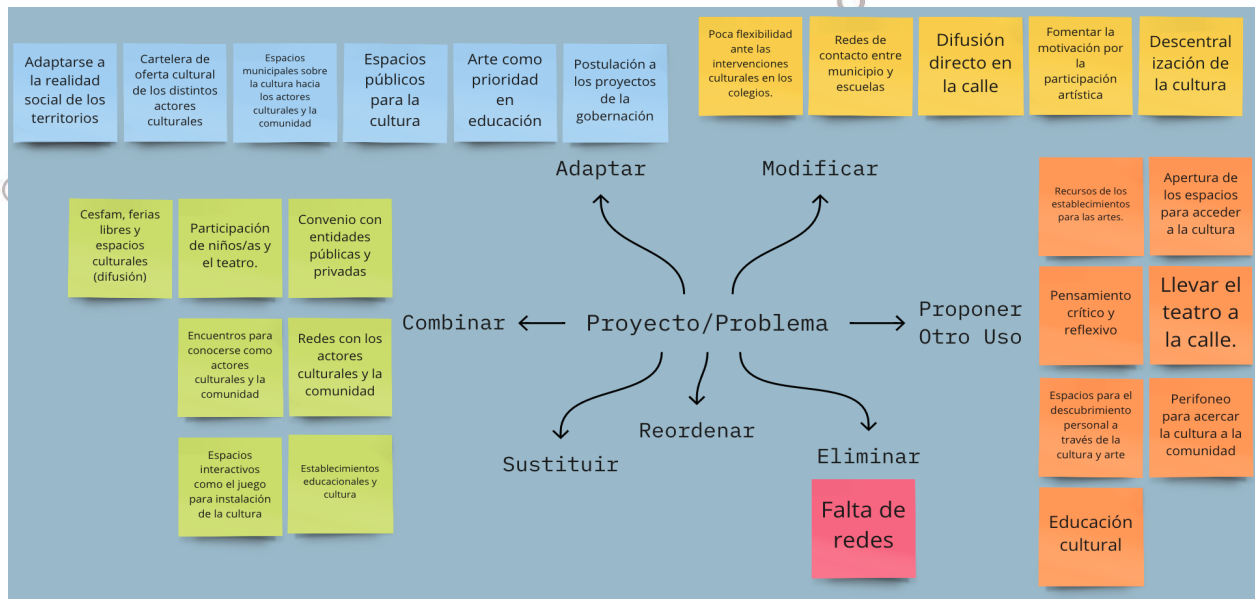 Adaptarse a
la realidad
social de los
territorios
Cartelera de
oferta cultural
de los distintos
actores
culturales
Espacios
municipales sobre
la cultura hacia
los actores
culturales y la
comunidad
Espacios
públicos
para la
cultura
Arte como
prioridad
en
educación
Postulación a
los proyectos
de la
gobernación
Poca flexibilidad
ante las
intervenciones
culturales en los
colegios.
Redes de
contacto entre
municipio y
escuelas
Difusión
directo en
la calle
Fomentar la
motivación por
la
participación
artística
Descentral
ización de
la cultura
Adaptar
Modificar
Cesfam, ferias
libres y
espacios
culturales
(difusión)
Participación
de niños/as y
el teatro.
Convenio con
entidades
públicas y
privadas
Encuentros para
conocerse como
actores
culturales y la
comunidad
Redes con los
actores
culturales y la
comunidad
Espacios
interactivos
como el juego
para instalación
de la cultura
Establecimientos
educacionales y
cultura
Combinar
Proyecto/Problema
Proponer
Otro Uso
Sustituir
Reordenar
Eliminar
Falta de
redes
Recursos de los
establecimientos
para las artes.
Apertura de
los espacios
para acceder
a la cultura
Pensamiento
crítico y
reflexivo
Llevar el
teatro a
la calle.
Espacios para el
descubrimiento
personal a
través de la
cultura y arte
Perifoneo
para acercar
la cultura a la
comunidad
Educación
cultural